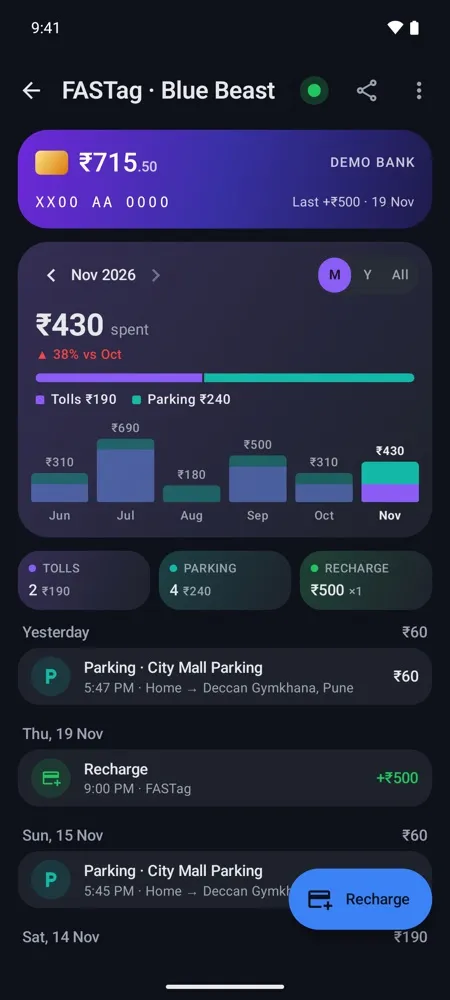 9:41
FASTag · Blue Beast
₹715.50
DEMO BANK
XX00 AA 0000
Last +₹500 · 19 Nov
Nov 2026
M Y All
₹430 spent
▲ 38% vs Oct
Tolls ₹190 Parking ₹240
₹310 ₹690 ₹180 ₹500 ₹310 ₹430
Jun Jul Aug Sep Oct Nov
TOLLS
2 ₹190
PARKING
4 ₹240
RECHARGE
₹500 ×1
Yesterday ₹60
P
Parking · City Mall Parking
₹60
5:47 PM · Home → Deccan Gymkhana, Pune
Thu, 19 Nov
Recharge
+₹500
9:00 PM · FASTag
Sun, 15 Nov ₹60
P
Parking · City Mall Parking
5:45 PM · Home → Deccan
Recharge
Sat, 14 Nov ₹190